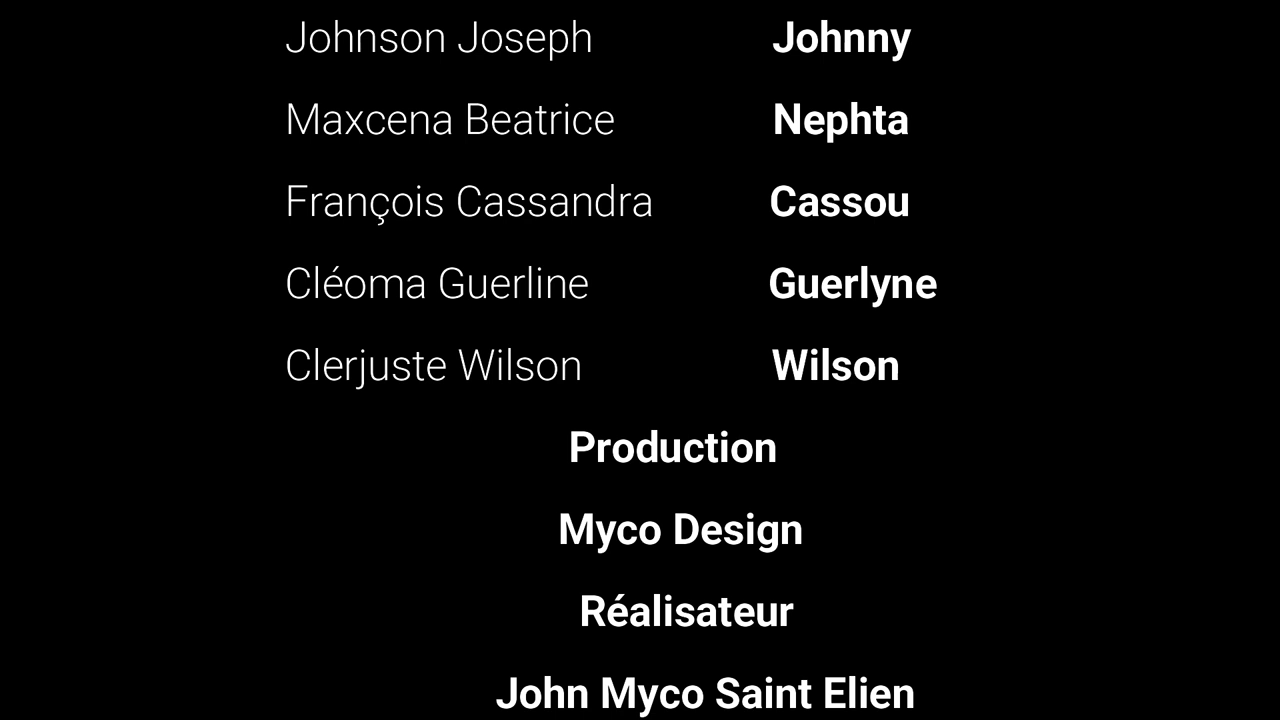 Johnson Joseph Johnny
Maxcena Beatrice Nephta
François Cassandra Cassou
Cléoma Guerline Guerlyne
Clerjuste Wilson Wilson
Production
Myco Design
Réalisateur
John Myco Saint Elien